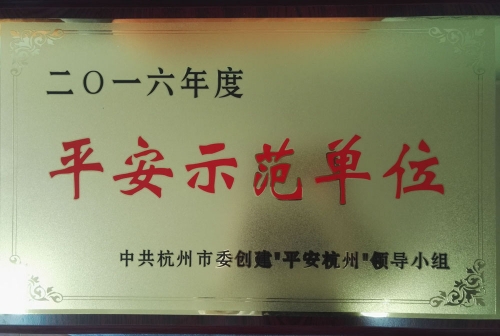 二〇一六年度
平安示范单位
中共杭州市委创建"平安杭州"领导小组